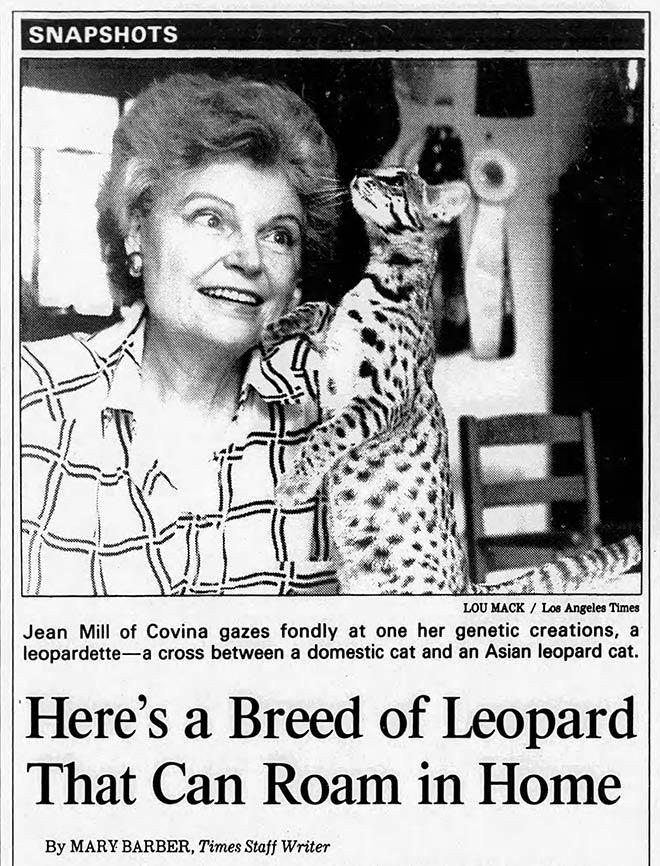 SNAPSHOTS
LOU MACK / Los Angeles Times
Jean Mill of Covina gazes fondly at one her genetic creations, a
leopardette—a cross between a domestic cat and an Asian leopard cat.
Here's a Breed of Leopard
That Can Roam in Home
By MARY BARBER, Times Staff Writer